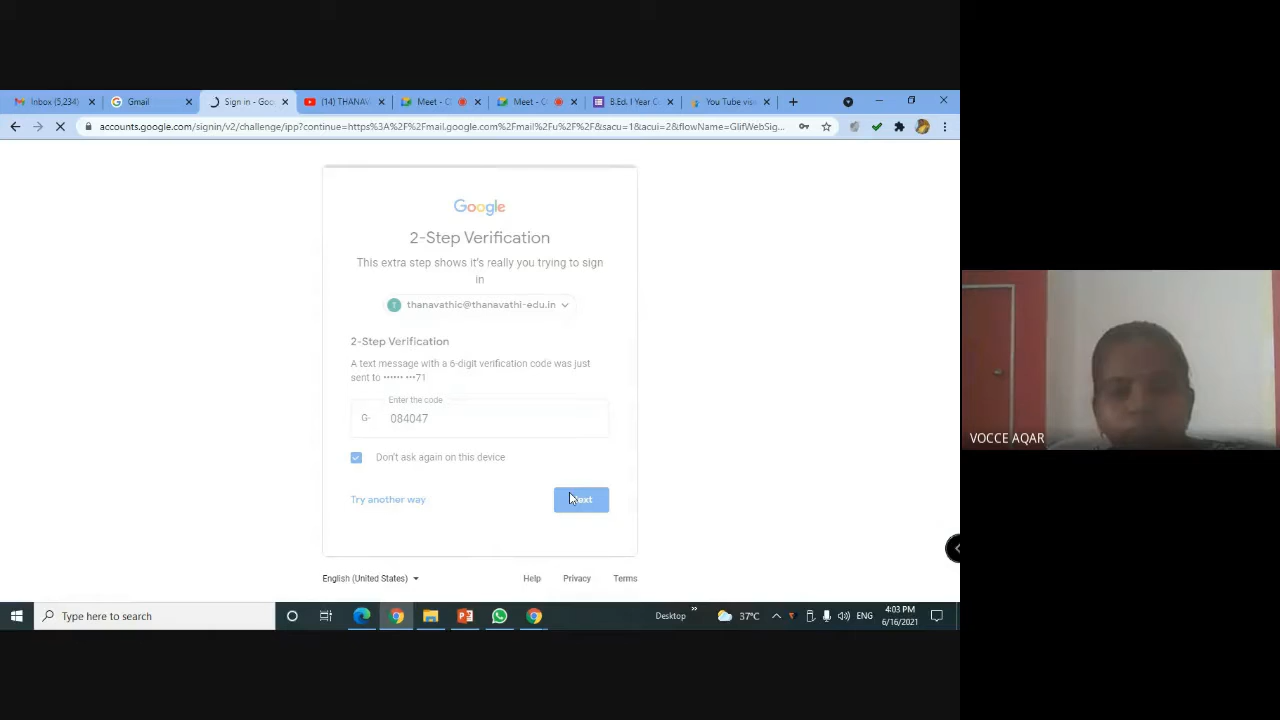 Inbox (5,234)
Gmail
Sign in - Goo
(14) THANAV
Meet - C
Meet - C
B.Ed. I Year C
You Tube vis
accounts.google.com/signin/v2/challenge/ipp?continue=https%3A%2F%2Fmail.google.com%2Fmail%2Fu%2F%2F&sacu=1&acui=2&flowName=GlifWebSig...
Google
2-Step Verification
This extra step shows it's really you trying to sign
in
T thanavathic@thanavathi-edu.in
2-Step Verification
A text message with a 6-digit verification code was just
sent to •••••• •••71
Enter the code
G- 084047
Don't ask again on this device
Try another way
Next
English (United States)
Help
Privacy
Terms
VOCCE AQAR
Type here to search
Desktop
37°C
ENG
4:03 PM
6/16/2021